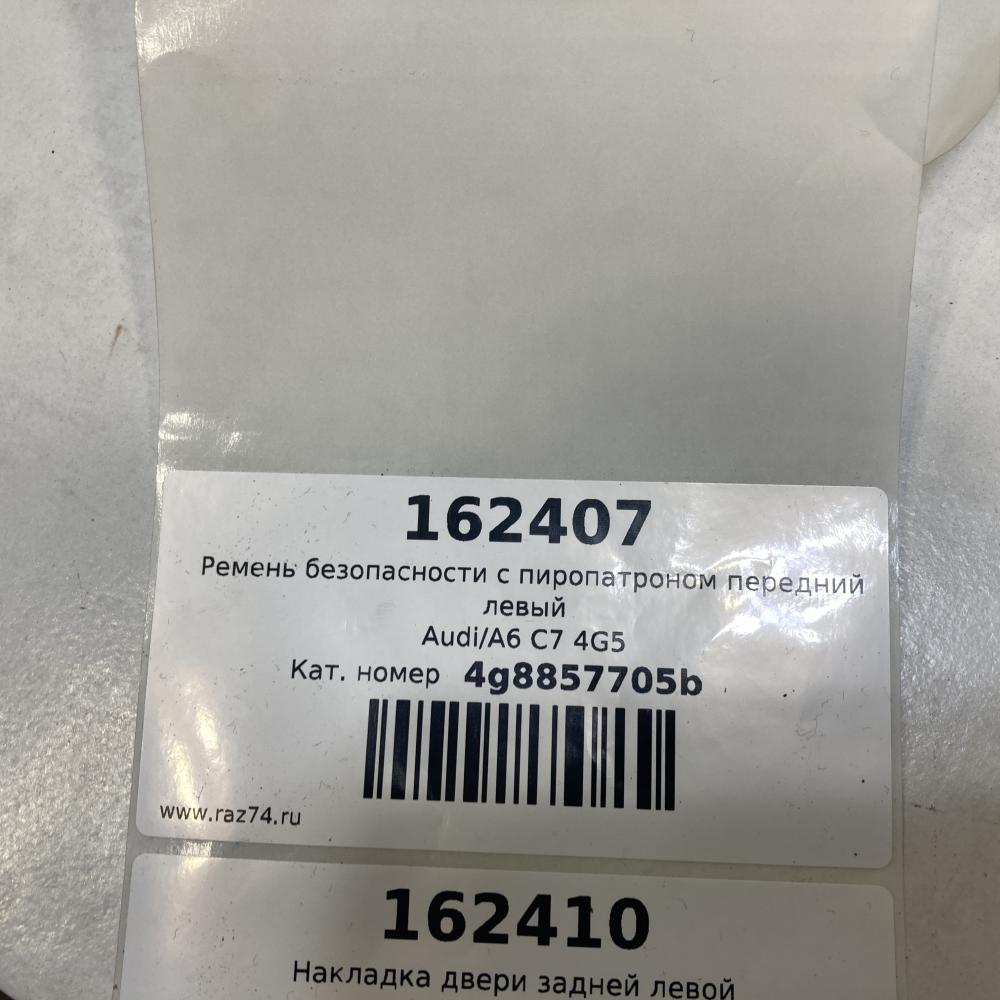 162407
Ремень безопасности с пиропатроном передний
левый
Audi/A6 C7 4G5
Кат. номер 4g8857705b
www.raz74.ru
162410
Накладка двери задней левой